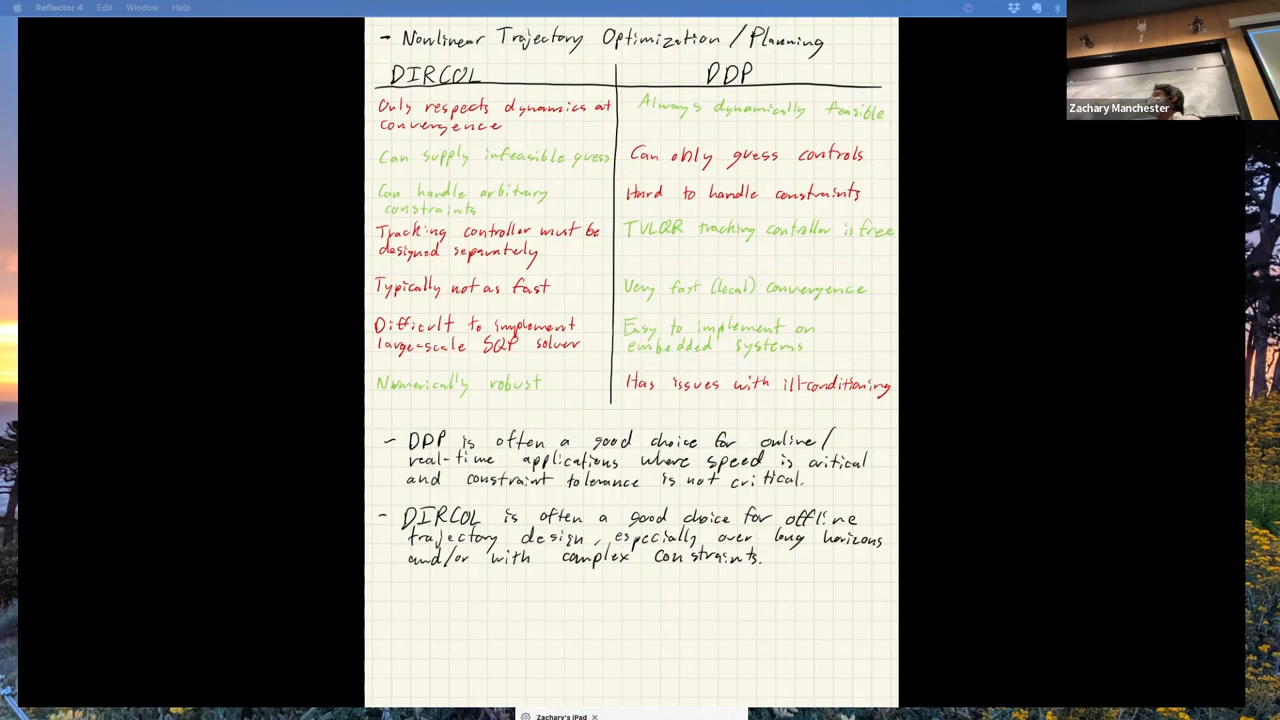 Reflector 4 Edit Window Help
Zachary Manchester
- Nonlinear Trajectory Optimization / Planning
DIRCOL DDP
Only respects dynamics at
convergence
Always dynamically feasible
Can supply infeasible guess
Can only guess controls
Can handle arbitrary
constraints
Hard to handle constraints
Tracking controller must be
designed separately
TVLQR tracking controller is free
Typically not as fast
Very fast (local) convergence
Difficult to implement
large-scale SQP solver
Easy to implement on
embedded systems
Numerically robust
Has issues with ill-conditioning
- DDP is often a good choice for online/
real-time applications where speed is critical
and constraint tolerance is not critical.
- DIRCOL is often a good choice for offline
trajectory design, especially over long horizons
and/or with complex constraints.
Zachary's iPad